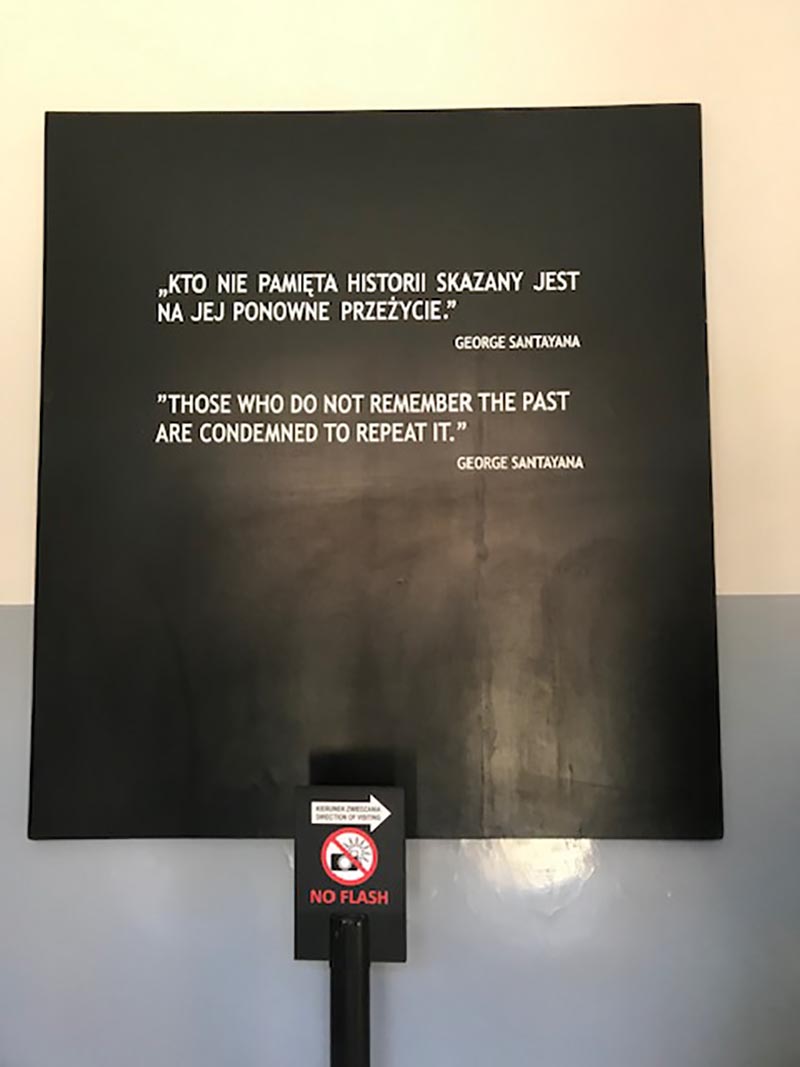 „KTO NIE PAMIĘTA HISTORII SKAZANY JEST
NA JEJ PONOWNE PRZEŻYCIE.”
GEORGE SANTAYANA
”THOSE WHO DO NOT REMEMBER THE PAST
ARE CONDEMNED TO REPEAT IT.”
GEORGE SANTAYANA
KIERUNEK ZWIEDZANIA
DIRECTION OF VISITING
NO FLASH